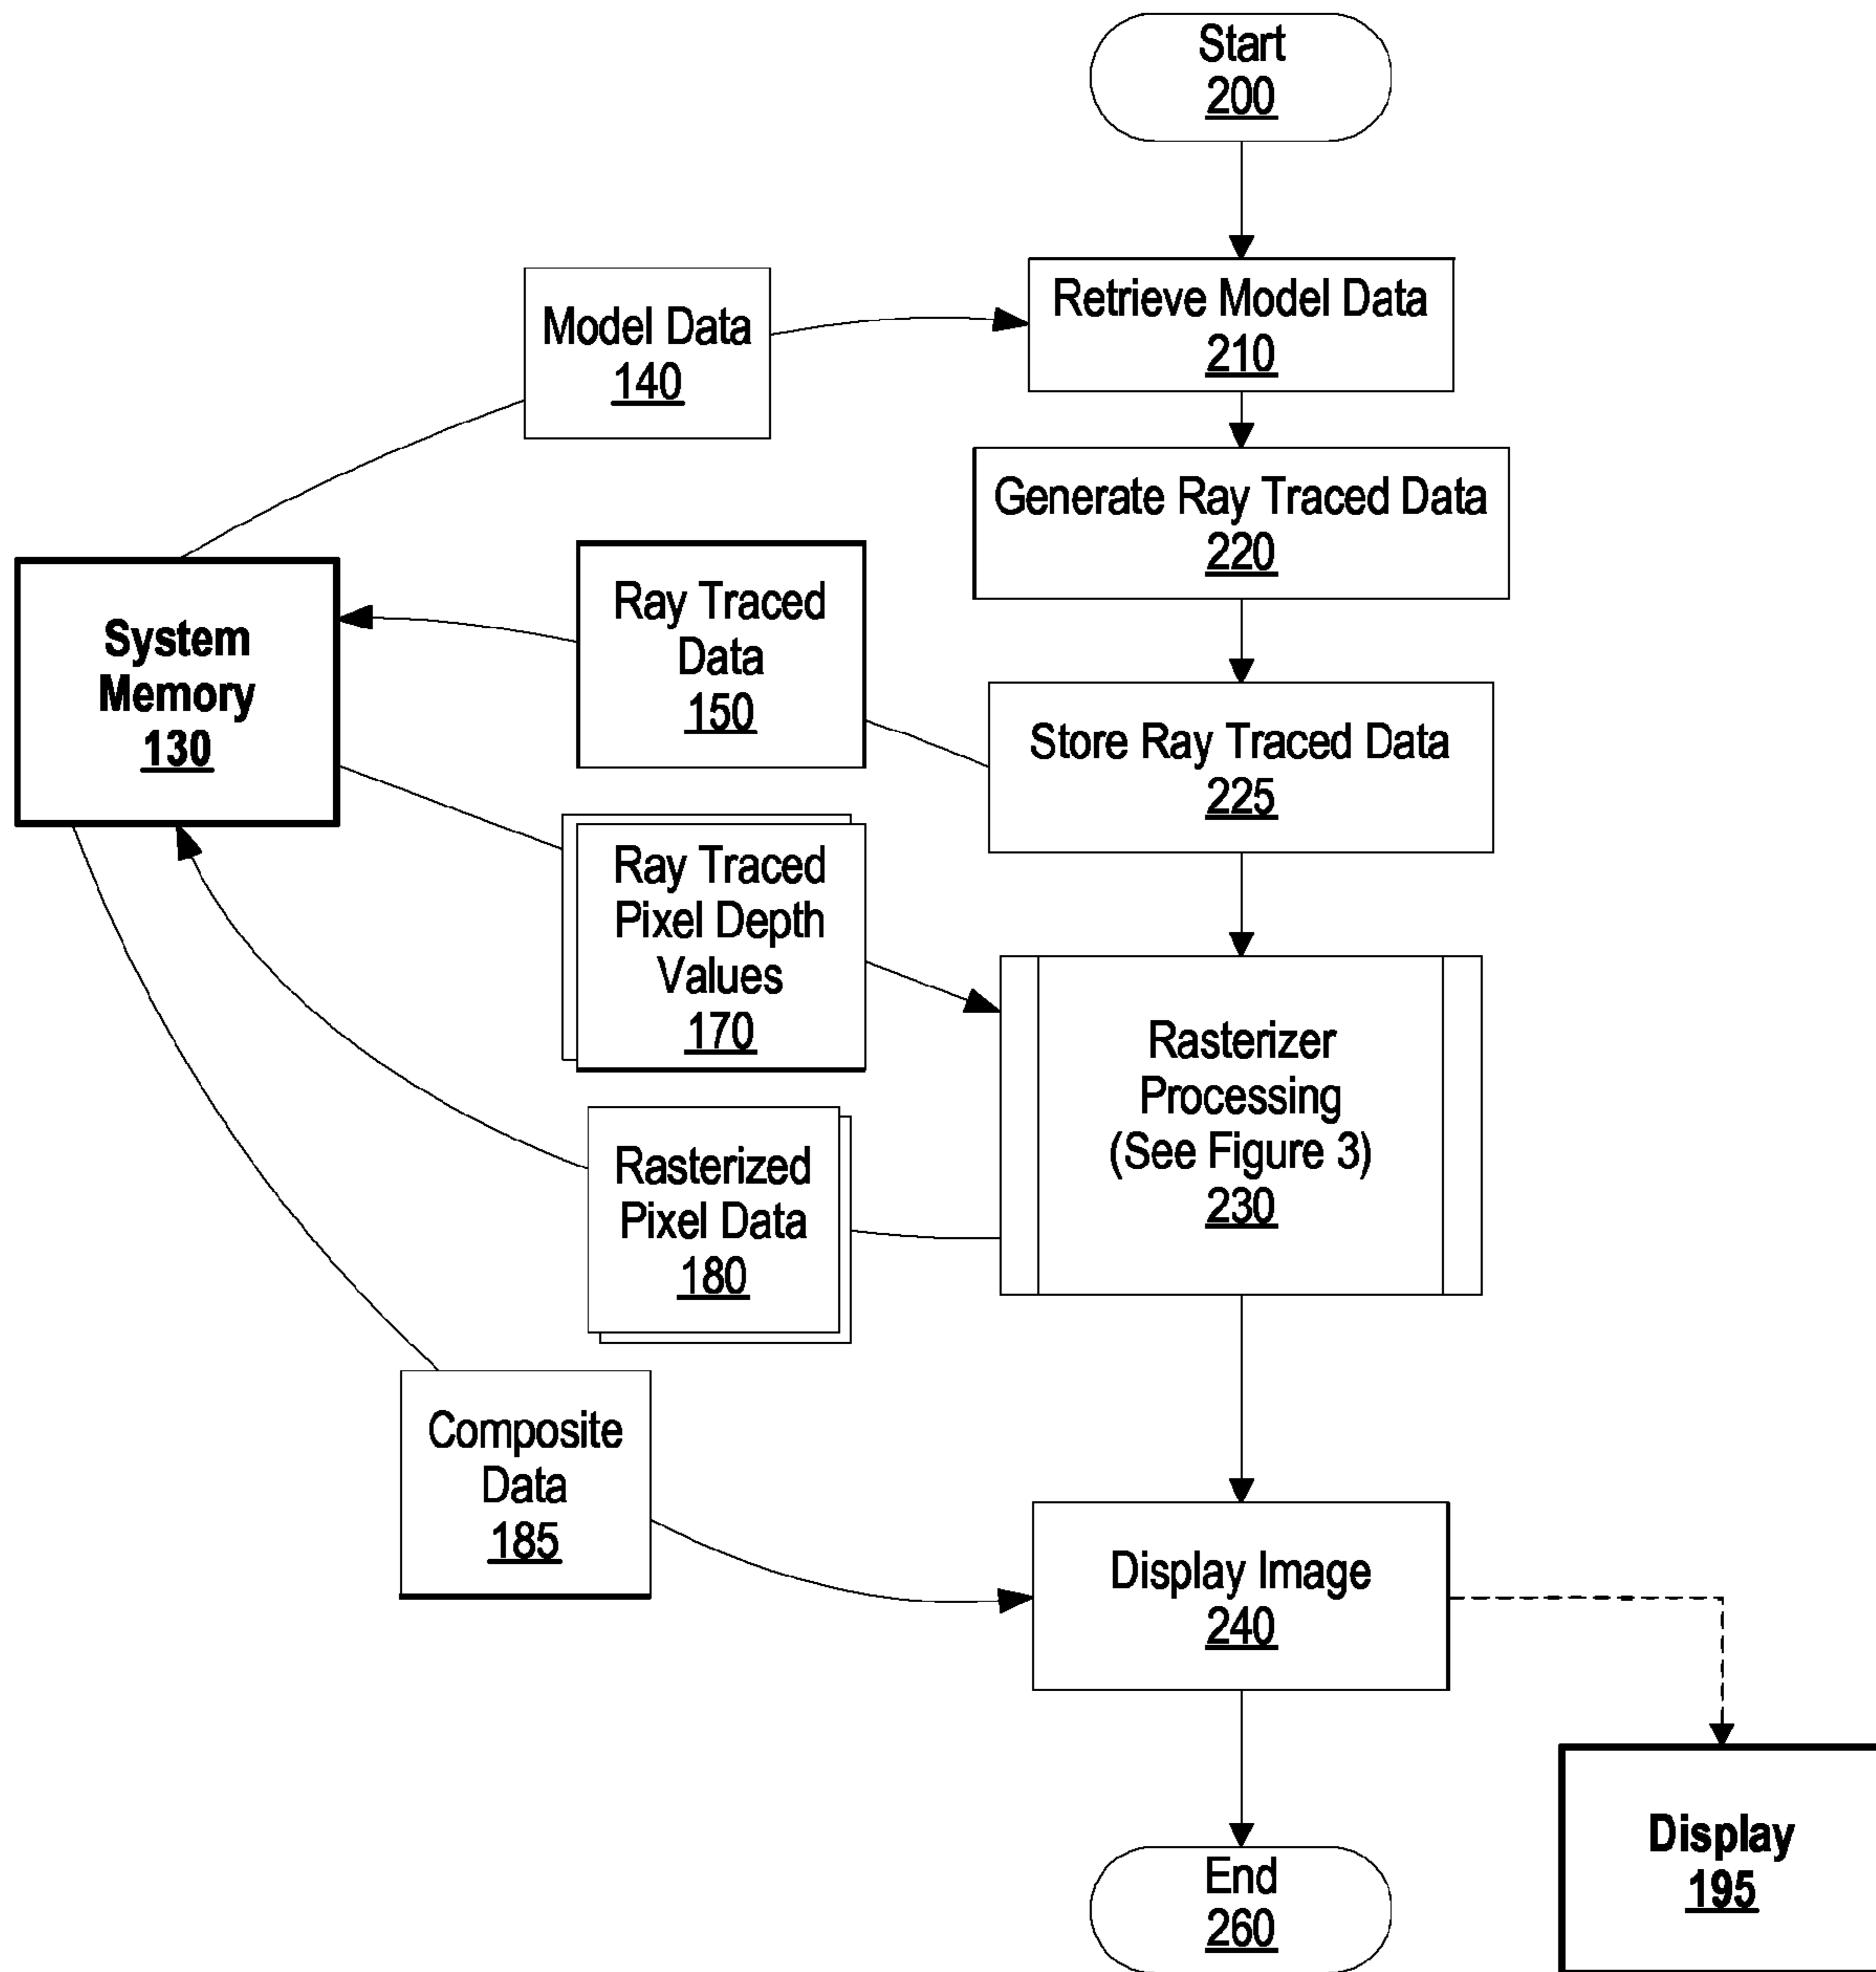 Start
200
Retrieve Model Data
210
Model Data
140
Generate Ray Traced Data
220
System
Memory
130
Ray Traced
Data
150
Store Ray Traced Data
225
Ray Traced
Pixel Depth
Values
170
Rasterizer
Processing
(See Figure 3)
230
Rasterized
Pixel Data
180
Composite
Data
185
Display Image
240
Display
195
End
260